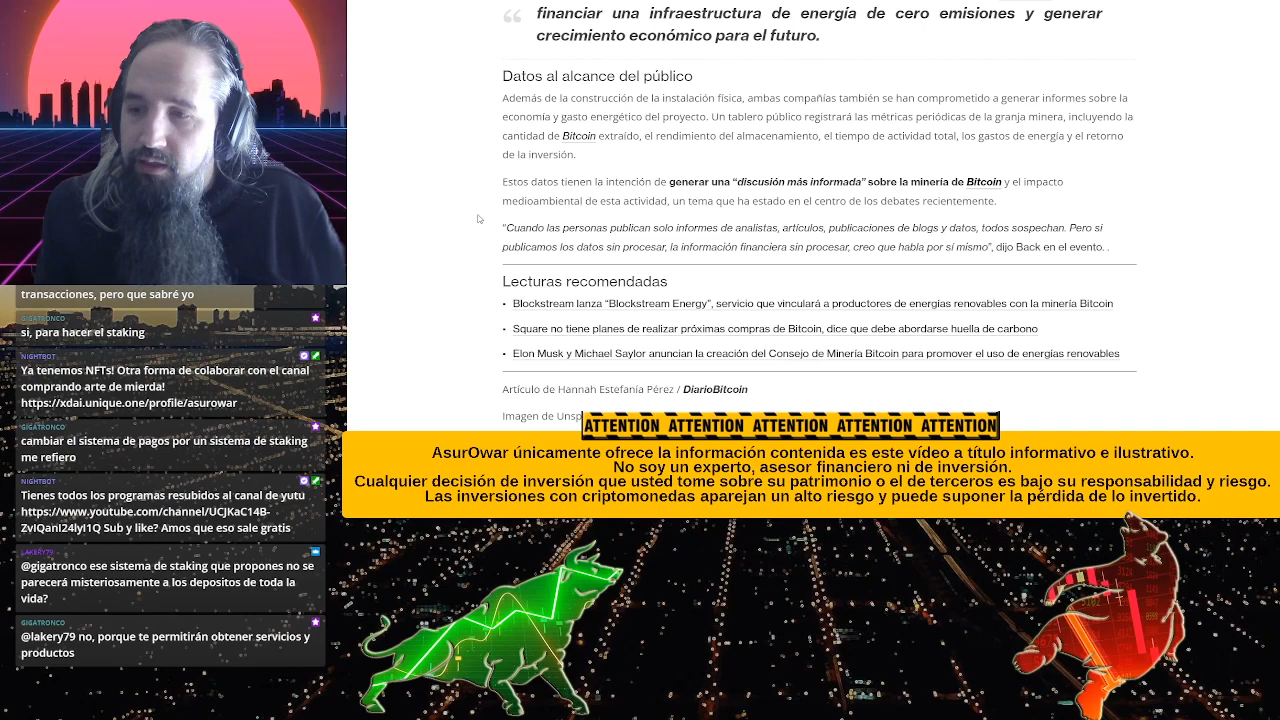 “ financiar una infraestructura de energía de cero emisiones y generar
crecimiento económico para el futuro.
Datos al alcance del público
Además de la construcción de la instalación física, ambas compañías también se han comprometido a generar informes sobre la
economía y gasto energético del proyecto. Un tablero público registrará las métricas periódicas de la granja minera, incluyendo la
cantidad de Bitcoin extraído, el rendimiento del almacenamiento, el tiempo de actividad total, los gastos de energía y el retorno
de la inversión.
Estos datos tienen la intención de generar una “discusión más informada” sobre la minería de Bitcoin y el impacto
medioambiental de esta actividad, un tema que ha estado en el centro de los debates recientemente.
“Cuando las personas publican solo informes de analistas, artículos, publicaciones de blogs y datos, todos sospechan. Pero si
publicamos los datos sin procesar, la información financiera sin procesar, creo que habla por sí mismo”, dijo Back en el evento. .
Lecturas recomendadas
• Blockstream lanza “Blockstream Energy”, servicio que vinculará a productores de energías renovables con la minería Bitcoin
• Square no tiene planes de realizar próximas compras de Bitcoin, dice que debe abordarse huella de carbono
• Elon Musk y Michael Saylor anuncian la creación del Consejo de Minería Bitcoin para promover el uso de energías renovables
Artículo de Hannah Estefanía Pérez / DiarioBitcoin
Imagen de Unsp
ATTENTION ATTENTION ATTENTION ATTENTION ATTENTION
AsurOwar únicamente ofrece la información contenida es este vídeo a título informativo e ilustrativo.
No soy un experto, asesor financiero ni de inversión.
Cualquier decisión de inversión que usted tome sobre su patrimonio o el de terceros es bajo su responsabilidad y riesgo.
Las inversiones con criptomonedas aparejan un alto riesgo y puede suponer la pérdida de lo invertido.
transacciones, pero que sabré yo
GIGATRONCO
si, para hacer el staking
NIGHTBOT
Ya tenemos NFTs! Otra forma de colaborar con el canal
comprando arte de mierda!
https://xdai.unique.one/profile/asurowar
GIGATRONCO
cambiar el sistema de pagos por un sistema de staking
me refiero
NIGHTBOT
Tienes todos los programas resubidos al canal de yutu
https://www.youtube.com/channel/UCJKaC14B-
ZvIQani24lyI1Q Sub y like? Amos que eso sale gratis
LAKERY79
@gigatronco ese sistema de staking que propones no se
parecerá misteriosamente a los depositos de toda la
vida?
GIGATRONCO
@lakery79 no, porque te permitirán obtener servicios y
productos